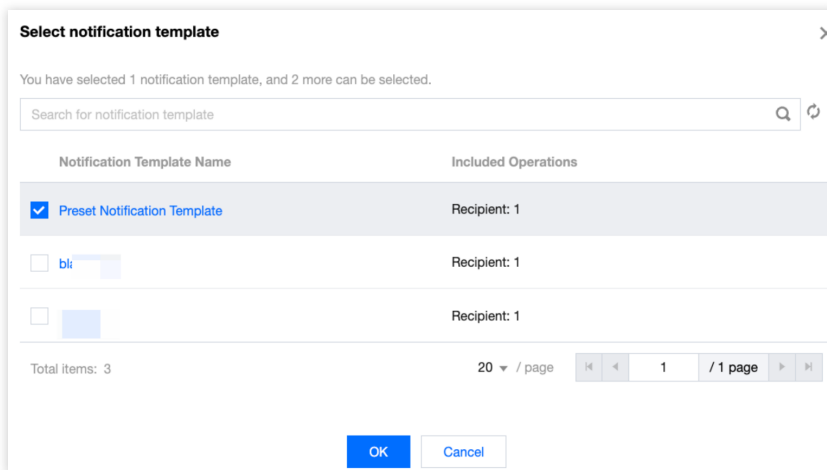 Select notification template
You have selected 1 notification template, and 2 more can be selected.
Search for notification template
Notification Template Name Included Operations
Preset Notification Template Recipient: 1
Recipient: 1
Recipient: 1
Total items: 3 20 / page 1 / 1 page
OK Cancel